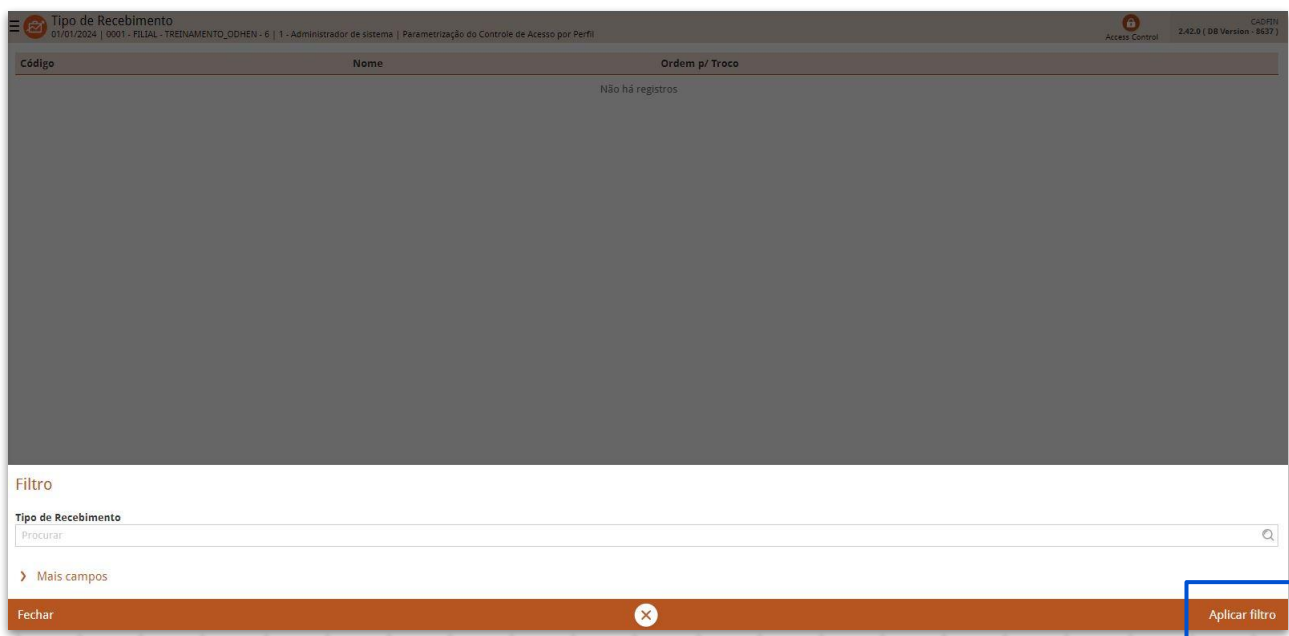 Tipo de Recebimento
01/01/2024 | 0001 - FILIAL - TREINAMENTO_ODHEN - 6 | 1 - Administrador de sistema | Parametrização do Controle de Acesso por Perfil
Access Control
CADFIN
2.42.0 ( DB Version - 8637 )
Código Nome Ordem p/ Troco
Não há registros
Filtro
Tipo de Recebimento
Procurar
Mais campos
Fechar Aplicar filtro